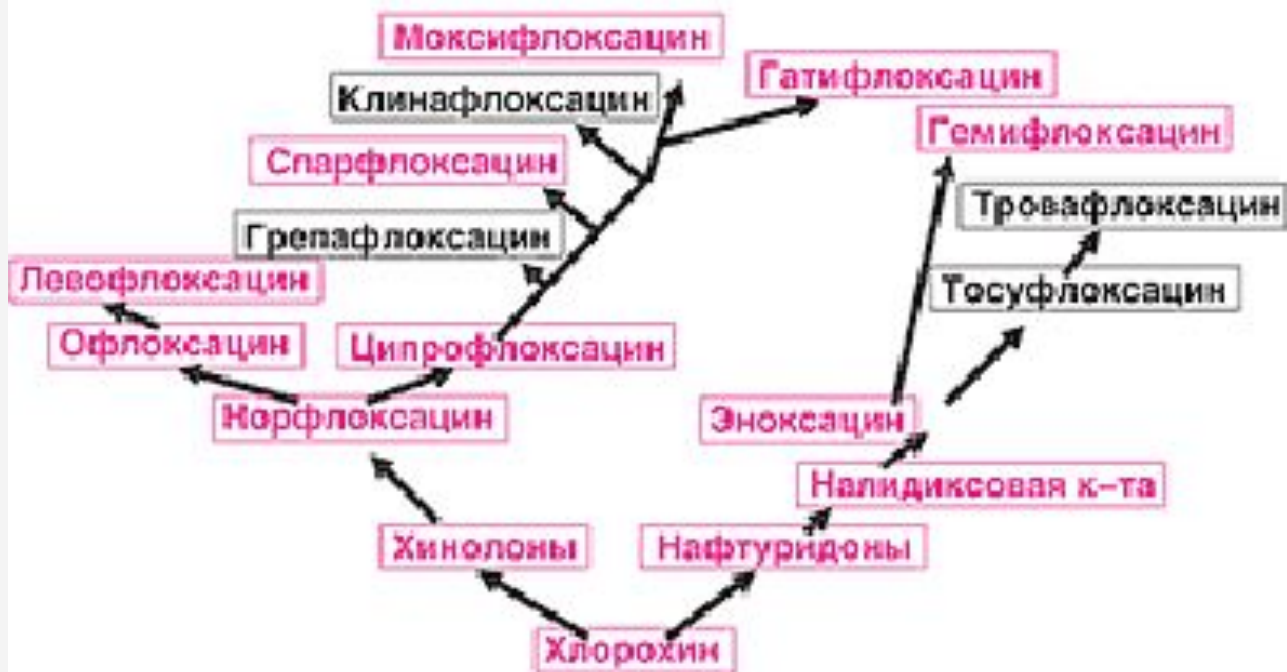 Моксифлоксацин
Гатифлоксацин
Клинафлоксацин
Гемифлоксацин
Спарфлоксацин
Тровафлоксацин
Грепафлоксацин
Левофлоксацин
Тосуфлоксацин
Офлоксацин
Ципрофлоксацин
Норфлоксацин
Эноксацин
Налидиксовая к–та
Хинолоны
Нафтуридоны
Хлорохин